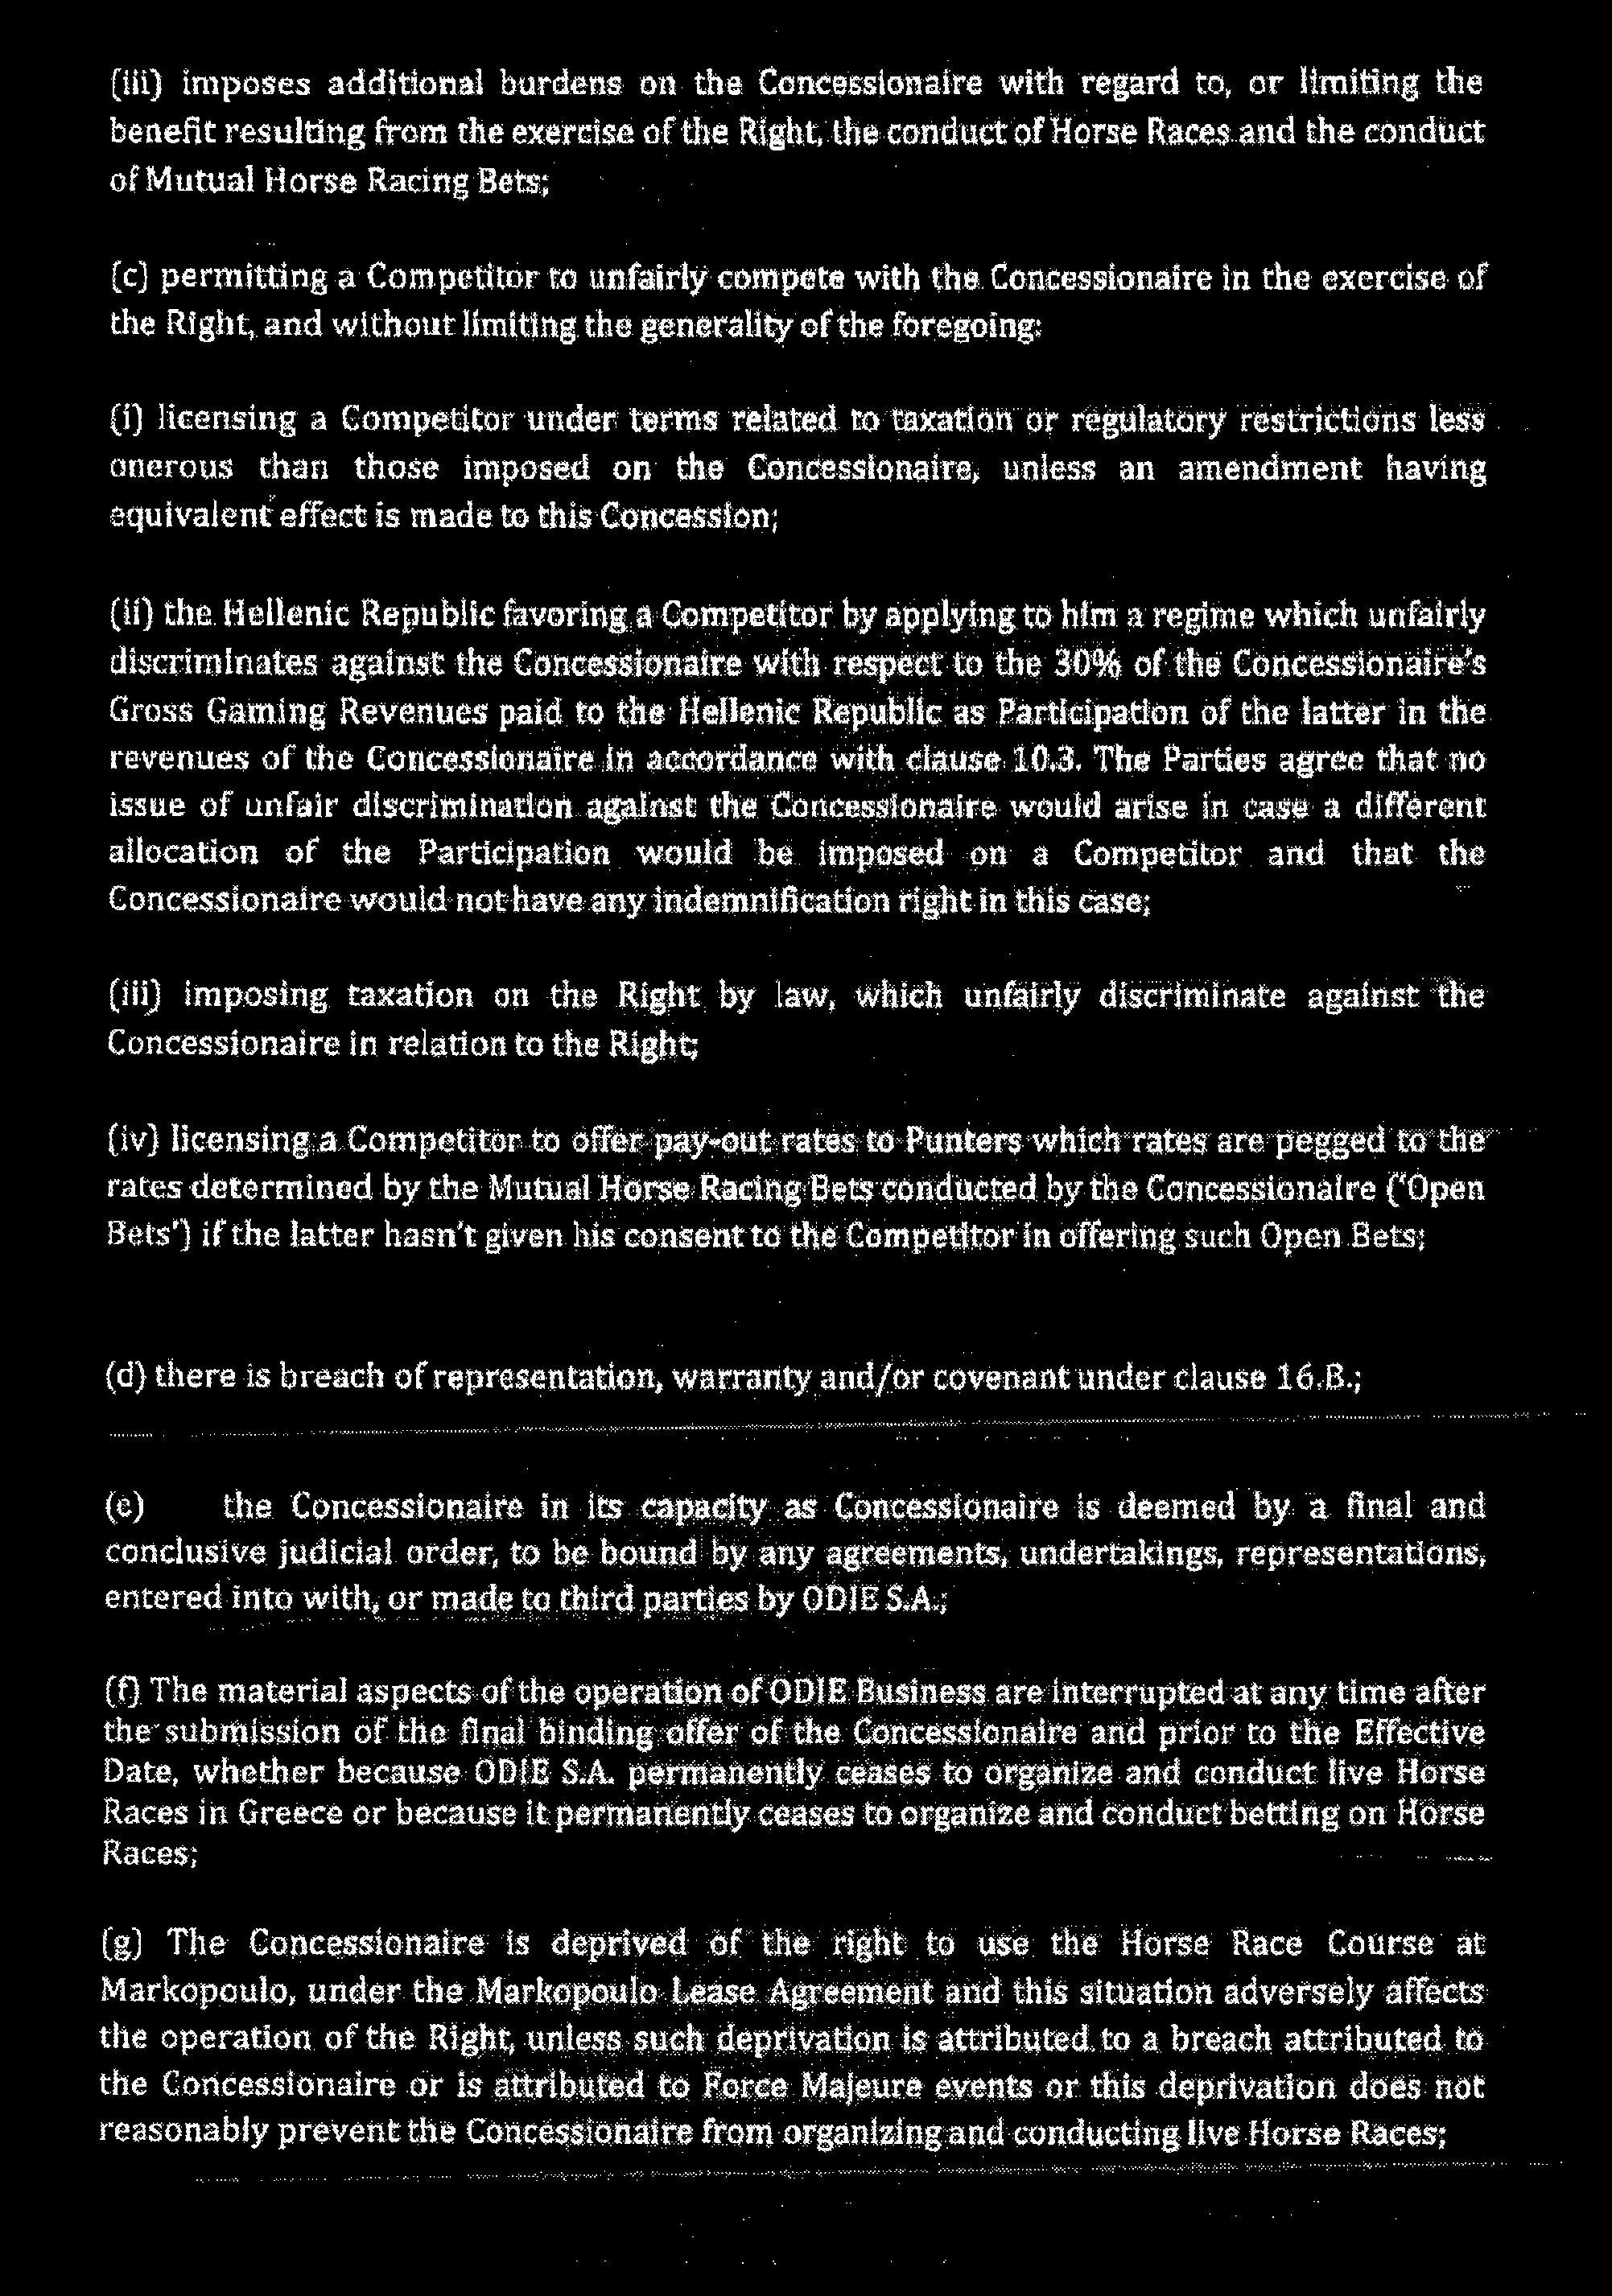 (iii) imposes additional burdens on the Concessionaire with regard to, or limiting the
benefit resulting from the exercise of the Right, the conduct of Horse Races and the conduct
of Mutual Horse Racing Bets;
(c) permitting a Competitor to unfairly compete with the Concessionaire in the exercise of
the Right, and without limiting the generality of the foregoing:
(i) licensing a Competitor under terms related to taxation or regulatory restrictions less
onerous than those imposed on the Concessionaire, unless an amendment having
equivalent effect is made to this Concession;
(ii) the Hellenic Republic favoring a Competitor by applying to him a regime which unfairly
discriminates against the Concessionaire with respect to the 30% of the Concessionaire's
Gross Gaming Revenues paid to the Hellenic Republic as Participation of the latter in the
revenues of the Concessionaire in accordance with clause 10.3. The Parties agree that no
issue of unfair discrimination against the Concessionaire would arise in case a different
allocation of the Participation would be imposed on a Competitor and that the
Concessionaire would not have any indemnification right in this case;
(iii) imposing taxation on the Right by law, which unfairly discriminate against the
Concessionaire in relation to the Right;
(iv) licensing a Competitor to offer pay-out rates to Punters which rates are pegged to the
rates determined by the Mutual Horse Racing Bets conducted by the Concessionaire ('Open
Bets') if the latter hasn't given his consent to the Competitor in offering such Open Bets;
(d) there is breach of representation, warranty and/or covenant under clause 16.B.;
(e) the Concessionaire in its capacity as Concessionaire is deemed by a final and
conclusive judicial order, to be bound by any agreements, undertakings, representations,
entered into with, or made to third parties by ODIE S.A.;
(f) The material aspects of the operation of ODIE Business are interrupted at any time after
the submission of the final binding offer of the Concessionaire and prior to the Effective
Date, whether because ODIE S.A. permanently ceases to organize and conduct live Horse
Races in Greece or because it permanently ceases to organize and conduct betting on Horse
Races;
(g) The Concessionaire is deprived of the right to use the Horse Race Course at
Markopoulo, under the Markopoulo Lease Agreement and this situation adversely affects
the operation of the Right, unless such deprivation is attributed to a breach attributed to
the Concessionaire or is attributed to Force Majeure events or this deprivation does not
reasonably prevent the Concessionaire from organizing and conducting live Horse Races;